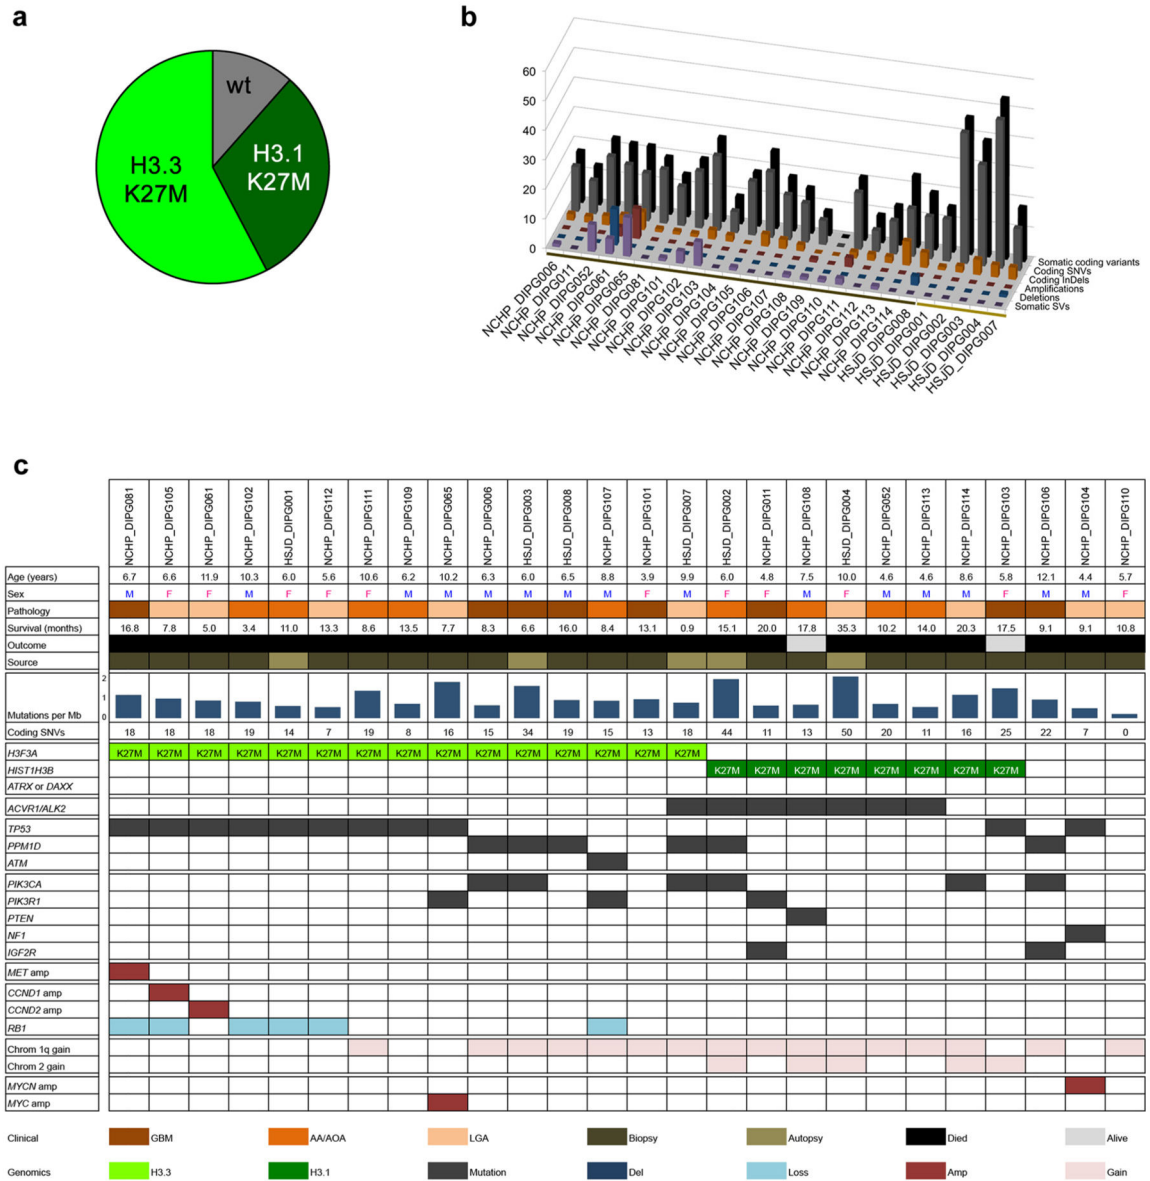 a
wt
H3.3
K27M
H3.1
K27M
b
60
50
40
30
20
10
0
Somatic coding variants
Coding SNVs
Coding InDels
Amplifications
Deletions
Somatic SVs
NCHP_DIPG006
NCHP_DIPG011
NCHP_DIPG052
NCHP_DIPG061
NCHP_DIPG065
NCHP_DIPG081
NCHP_DIPG101
NCHP_DIPG102
NCHP_DIPG103
NCHP_DIPG104
NCHP_DIPG105
NCHP_DIPG106
NCHP_DIPG107
NCHP_DIPG108
NCHP_DIPG109
NCHP_DIPG110
NCHP_DIPG111
NCHP_DIPG112
NCHP_DIPG113
NCHP_DIPG114
HSJD_DIPG008
HSJD_DIPG001
HSJD_DIPG002
HSJD_DIPG003
HSJD_DIPG004
HSJD_DIPG007
c
NCHP_DIPG081 NCHP_DIPG105 NCHP_DIPG061 NCHP_DIPG102 HSJD_DIPG001 NCHP_DIPG112 NCHP_DIPG111 NCHP_DIPG109 NCHP_DIPG065 NCHP_DIPG006 HSJD_DIPG003 HSJD_DIPG008 NCHP_DIPG107 NCHP_DIPG101 HSJD_DIPG007 HSJD_DIPG002 NCHP_DIPG011 NCHP_DIPG108 HSJD_DIPG004 NCHP_DIPG052 NCHP_DIPG113 NCHP_DIPG114 NCHP_DIPG103 NCHP_DIPG106 NCHP_DIPG104 NCHP_DIPG110
Age (years) 6.7 6.6 11.9 10.3 6.0 5.6 10.6 6.2 10.2 6.3 6.0 6.5 8.8 3.9 9.9 6.0 4.8 7.5 10.0 4.6 4.6 8.6 5.8 12.1 4.4 5.7
Sex M F F M F F F M M M M M M F M F F M F M M M F M M F
Pathology
Survival (months) 16.8 7.8 5.0 3.4 11.0 13.3 8.6 13.5 7.7 8.3 6.6 16.0 8.4 13.1 0.9 15.1 20.0 17.8 35.3 10.2 14.0 20.3 17.5 9.1 9.1 10.8
Outcome
Source
Mutations per Mb 2 1 0
Coding SNVs 18 18 18 19 14 7 19 8 16 15 34 19 15 13 18 44 11 13 50 20 11 16 25 22 7 0
H3F3A K27M K27M K27M K27M K27M K27M K27M K27M K27M K27M K27M K27M K27M K27M K27M
HIST1H3B K27M K27M K27M K27M K27M K27M K27M K27M
ATRX or DAXX
ACVR1/ALK2
TP53
PPM1D
ATM
PIK3CA
PIK3R1
PTEN
NF1
IGF2R
MET amp
CCND1 amp
CCND2 amp
RB1
Chrom 1q gain
Chrom 2 gain
MYCN amp
MYC amp
Clinical GBM AA/AOA LGA Biopsy Autopsy Died Alive
Genomics H3.3 H3.1 Mutation Del Loss Amp Gain